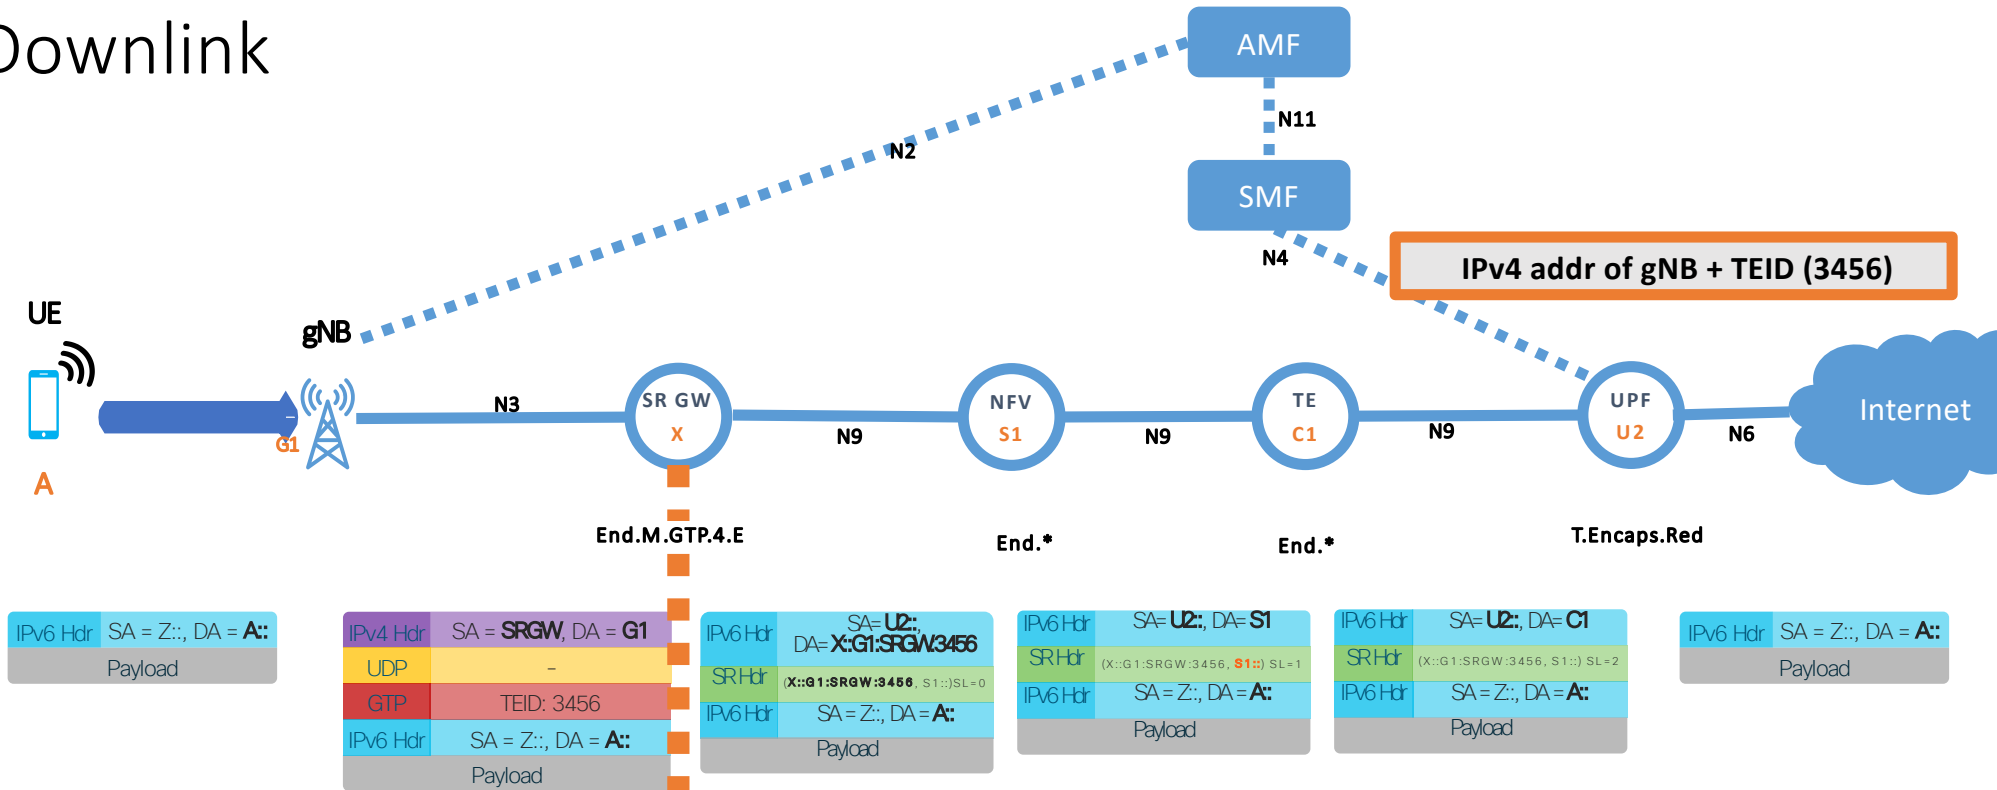 Downlink
AMF
N11
N2
SMF
N4
IPv4 addr of gNB + TEID (3456)
UE
gNB
SR GW
X
NFV
S1
TE
C1
UPF
U2
Internet
N3
N9
N9
N9
N6
G1
A
End.M.GTP.4.E
End.*
End.*
T.Encaps.Red
IPv6 Hdr SA = Z::, DA = A::
Payload
IPv4 Hdr SA = SRGW, DA = G1
UDP -
GTP TEID: 3456
IPv6 Hdr SA = Z::, DA = A::
Payload
IPv6 Hdr SA= U2::,
DA= X::G1:SRGW:3456
SR Hdr (X::G1:SRGW:3456, S1::)SL=0
IPv6 Hdr SA = Z::, DA = A::
Payload
IPv6 Hdr SA= U2::, DA= S1
SR Hdr (X::G1:SRGW:3456, S1::) SL=1
IPv6 Hdr SA = Z::, DA = A::
Payload
IPv6 Hdr SA= U2::, DA= C1
SR Hdr (X::G1:SRGW:3456, S1::) SL=2
IPv6 Hdr SA = Z::, DA = A::
Payload
IPv6 Hdr SA = Z::, DA = A::
Payload